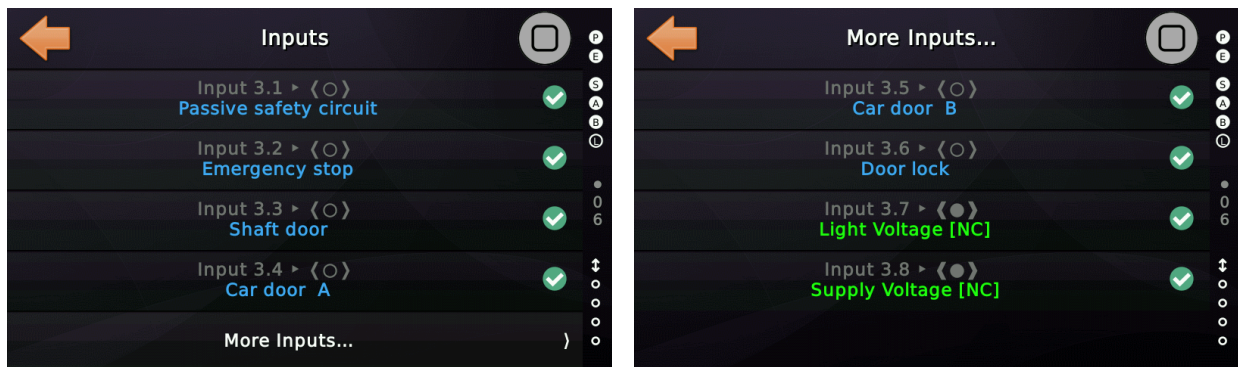 Inputs
Input 3.1 ▸ ❬○❭
Passive safety circuit
Input 3.2 ▸ ❬○❭
Emergency stop
Input 3.3 ▸ ❬○❭
Shaft door
Input 3.4 ▸ ❬○❭
Car door  A
More Inputs... ⟩
P
E
S
A
B
L
0
6
More Inputs...
Input 3.5 ▸ ❬○❭
Car door  B
Input 3.6 ▸ ❬○❭
Door lock
Input 3.7 ▸ ❰●❱
Light Voltage [NC]
Input 3.8 ▸ ❰●❱
Supply Voltage [NC]
P
E
S
A
B
L
0
6